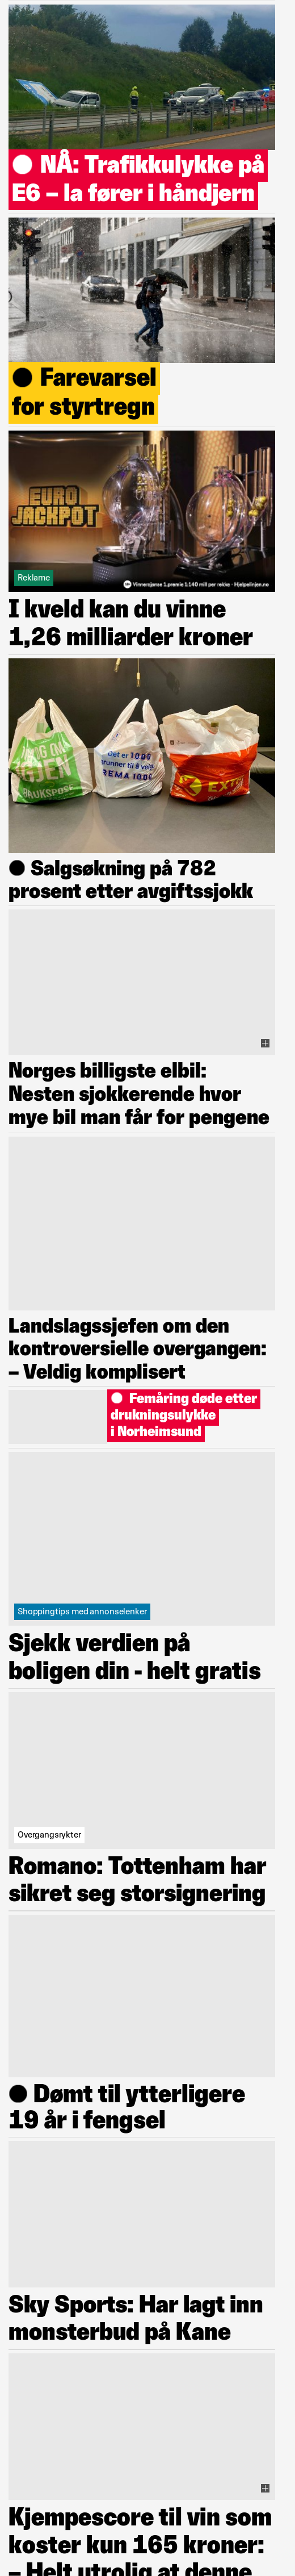 NÅ: Trafikkulykke på
E6 – la fører i håndjern
Farevarsel
for styrtregn
EURO
JACKPOT
Reklame
Vinnersjanse 1.premie 1:140 mill per rekke - Hjelpelinjen.no
I kveld kan du vinne
1,26 milliarder kroner
det er 1000
grunner til å velge
REMA 1000
EXTRA
Salgsøkning på 782
prosent etter avgiftssjokk
Norges billigste elbil:
Nesten sjokkerende hvor
mye bil man får for pengene
Landslagssjefen om den
kontroversielle overgangen:
– Veldig komplisert
Femåring døde etter
drukningsulykke
i Norheimsund
Shoppingtips med annonselenker
Sjekk verdien på
boligen din - helt gratis
Overgangsrykter
Romano: Tottenham har
sikret seg storsignering
Dømt til ytterligere
19 år i fengsel
Sky Sports: Har lagt inn
monsterbud på Kane
Kjempescore til vin som
koster kun 165 kroner:
– Helt utrolig at denne